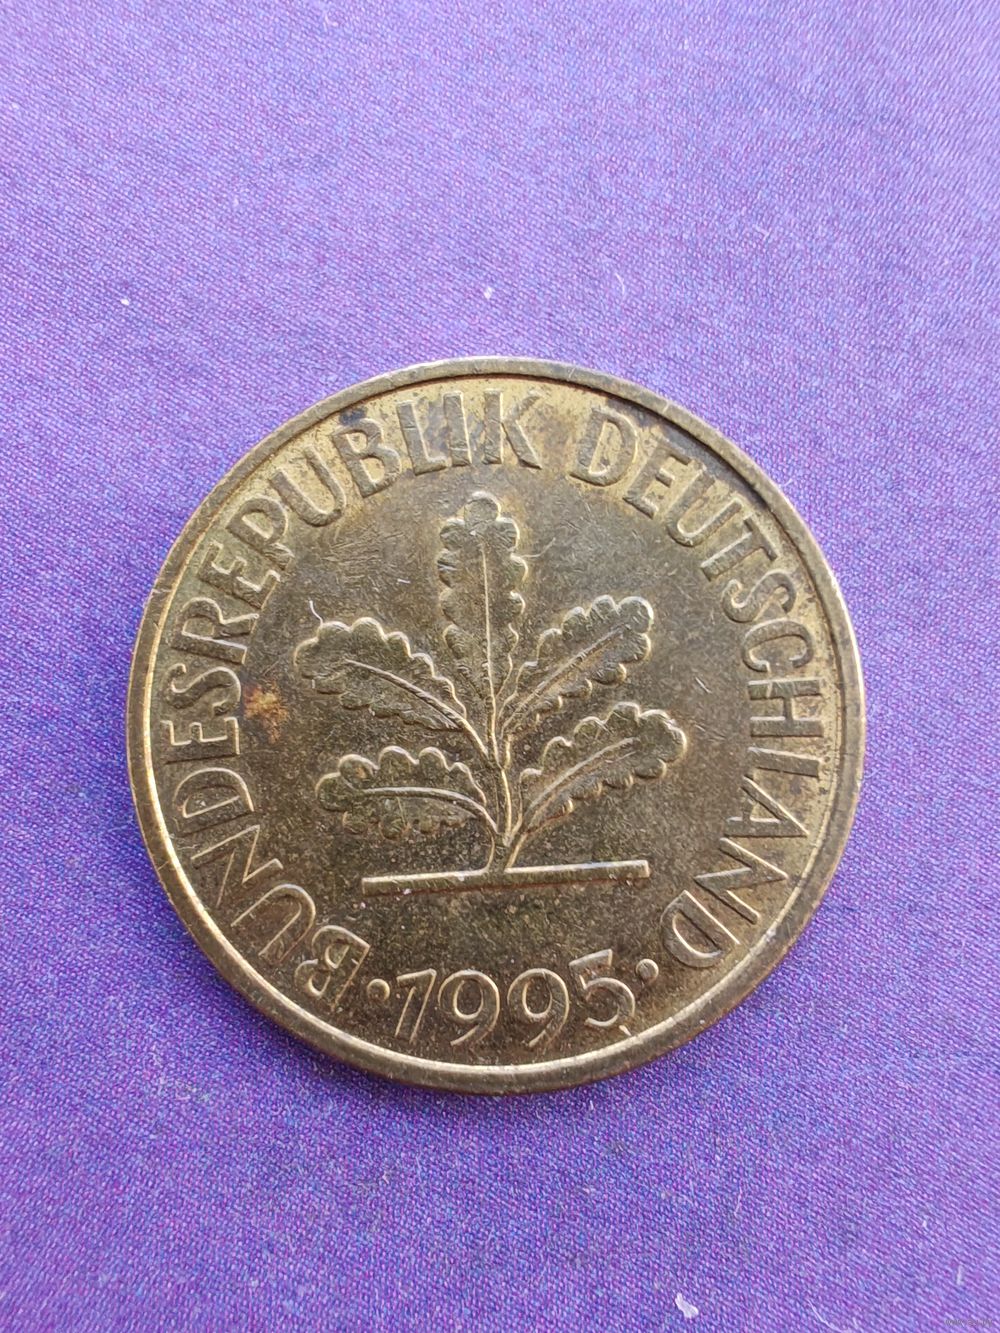 BUNDESREPUBLIK DEUTSCHLAND
· 1995 ·